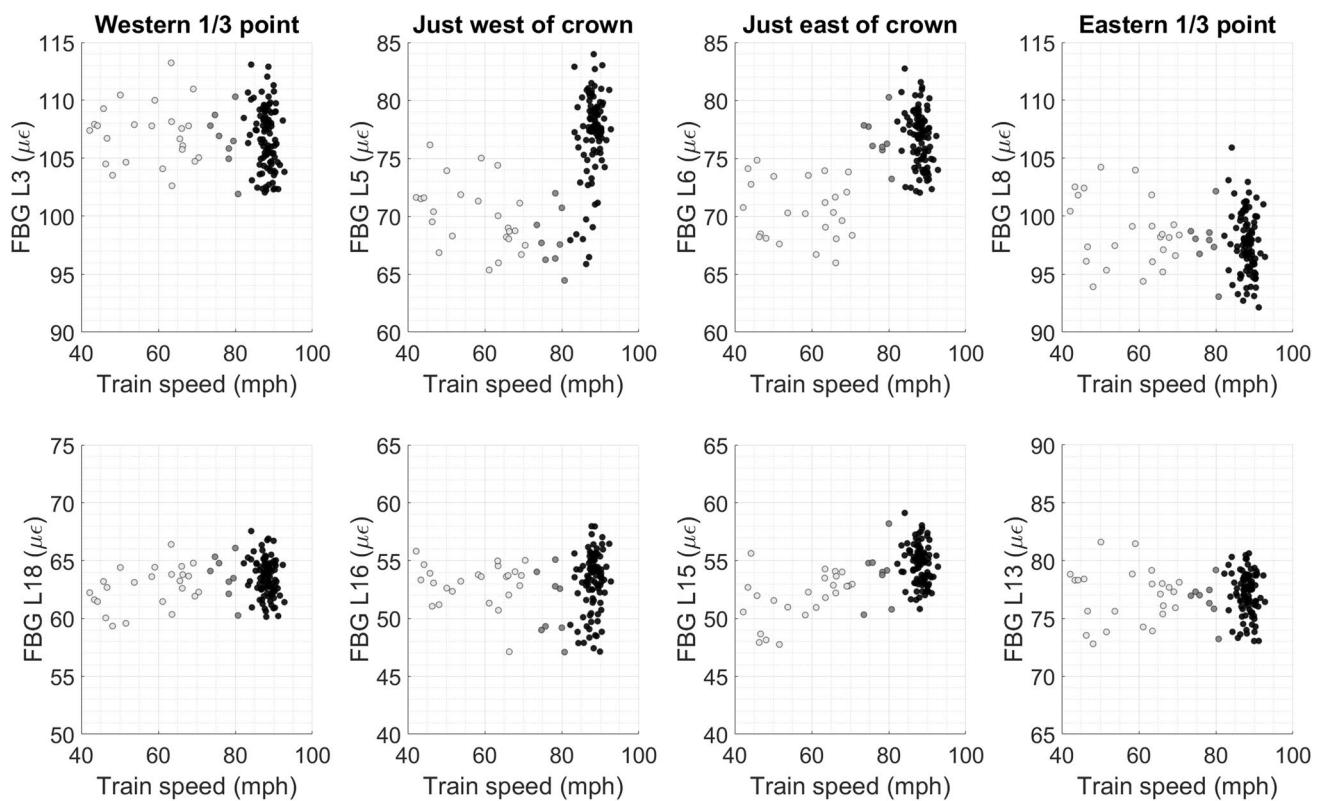 Western 1/3 point
Just west of crown
Just east of crown
Eastern 1/3 point
115
110
105
100
95
90
FBG L3 (με)
40 60 80 100
Train speed (mph)
85
80
75
70
65
60
FBG L5 (με)
40 60 80 100
Train speed (mph)
85
80
75
70
65
60
FBG L6 (με)
40 60 80 100
Train speed (mph)
115
110
105
100
95
90
FBG L8 (με)
40 60 80 100
Train speed (mph)
75
70
65
60
55
50
FBG L18 (με)
40 60 80 100
Train speed (mph)
65
60
55
50
45
40
FBG L16 (με)
40 60 80 100
Train speed (mph)
65
60
55
50
45
40
FBG L15 (με)
40 60 80 100
Train speed (mph)
90
85
80
75
70
65
FBG L13 (με)
40 60 80 100
Train speed (mph)